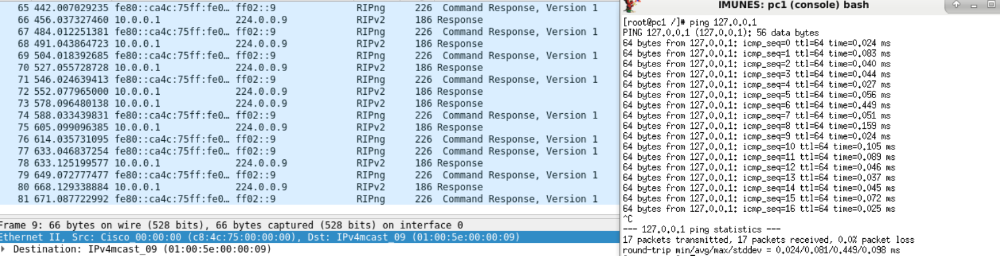 65 442.007029235 fe80::ca4c:75ff:fe0… ff02::9 RIPng 226 Command Response, Version 1
66 456.037327460 10.0.0.1 224.0.0.9 RIPv2 186 Response
67 484.012251381 fe80::ca4c:75ff:fe0… ff02::9 RIPng 226 Command Response, Version 1
68 491.043864723 10.0.0.1 224.0.0.9 RIPv2 186 Response
69 504.018392685 fe80::ca4c:75ff:fe0… ff02::9 RIPng 226 Command Response, Version 1
70 527.055728728 10.0.0.1 224.0.0.9 RIPv2 186 Response
71 546.024639413 fe80::ca4c:75ff:fe0… ff02::9 RIPng 226 Command Response, Version 1
72 552.077965000 10.0.0.1 224.0.0.9 RIPv2 186 Response
73 578.096480138 10.0.0.1 224.0.0.9 RIPv2 186 Response
74 588.033439831 fe80::ca4c:75ff:fe0… ff02::9 RIPng 226 Command Response, Version 1
75 605.099096385 10.0.0.1 224.0.0.9 RIPv2 186 Response
76 614.035731095 fe80::ca4c:75ff:fe0… ff02::9 RIPng 226 Command Response, Version 1
77 633.046837254 fe80::ca4c:75ff:fe0… ff02::9 RIPng 226 Command Response, Version 1
78 633.125199577 10.0.0.1 224.0.0.9 RIPv2 186 Response
79 649.072777477 fe80::ca4c:75ff:fe0… ff02::9 RIPng 226 Command Response, Version 1
80 668.129338884 10.0.0.1 224.0.0.9 RIPv2 186 Response
81 671.087722992 fe80::ca4c:75ff:fe0… ff02::9 RIPng 226 Command Response, Version 1
Frame 9: 66 bytes on wire (528 bits), 66 bytes captured (528 bits) on interface 0
Ethernet II, Src: Cisco_00:00:00 (c8:4c:75:00:00:00), Dst: IPv4mcast_09 (01:00:5e:00:00:09)
Destination: IPv4mcast_09 (01:00:5e:00:00:09)
IMUNES: pc1 (console) bash
[root@pc1 /]# ping 127.0.0.1
PING 127.0.0.1 (127.0.0.1): 56 data bytes
64 bytes from 127.0.0.1: icmp_seq=0 ttl=64 time=0.024 ms
64 bytes from 127.0.0.1: icmp_seq=1 ttl=64 time=0.083 ms
64 bytes from 127.0.0.1: icmp_seq=2 ttl=64 time=0.040 ms
64 bytes from 127.0.0.1: icmp_seq=3 ttl=64 time=0.044 ms
64 bytes from 127.0.0.1: icmp_seq=4 ttl=64 time=0.027 ms
64 bytes from 127.0.0.1: icmp_seq=5 ttl=64 time=0.056 ms
64 bytes from 127.0.0.1: icmp_seq=6 ttl=64 time=0.449 ms
64 bytes from 127.0.0.1: icmp_seq=7 ttl=64 time=0.051 ms
64 bytes from 127.0.0.1: icmp_seq=8 ttl=64 time=0.159 ms
64 bytes from 127.0.0.1: icmp_seq=9 ttl=64 time=0.024 ms
64 bytes from 127.0.0.1: icmp_seq=10 ttl=64 time=0.105 ms
64 bytes from 127.0.0.1: icmp_seq=11 ttl=64 time=0.089 ms
64 bytes from 127.0.0.1: icmp_seq=12 ttl=64 time=0.046 ms
64 bytes from 127.0.0.1: icmp_seq=13 ttl=64 time=0.037 ms
64 bytes from 127.0.0.1: icmp_seq=14 ttl=64 time=0.045 ms
64 bytes from 127.0.0.1: icmp_seq=15 ttl=64 time=0.072 ms
64 bytes from 127.0.0.1: icmp_seq=16 ttl=64 time=0.025 ms
^C
--- 127.0.0.1 ping statistics ---
17 packets transmitted, 17 packets received, 0.0% packet loss
round-trip min/avg/max/stddev = 0.024/0.081/0.449/0.098 ms